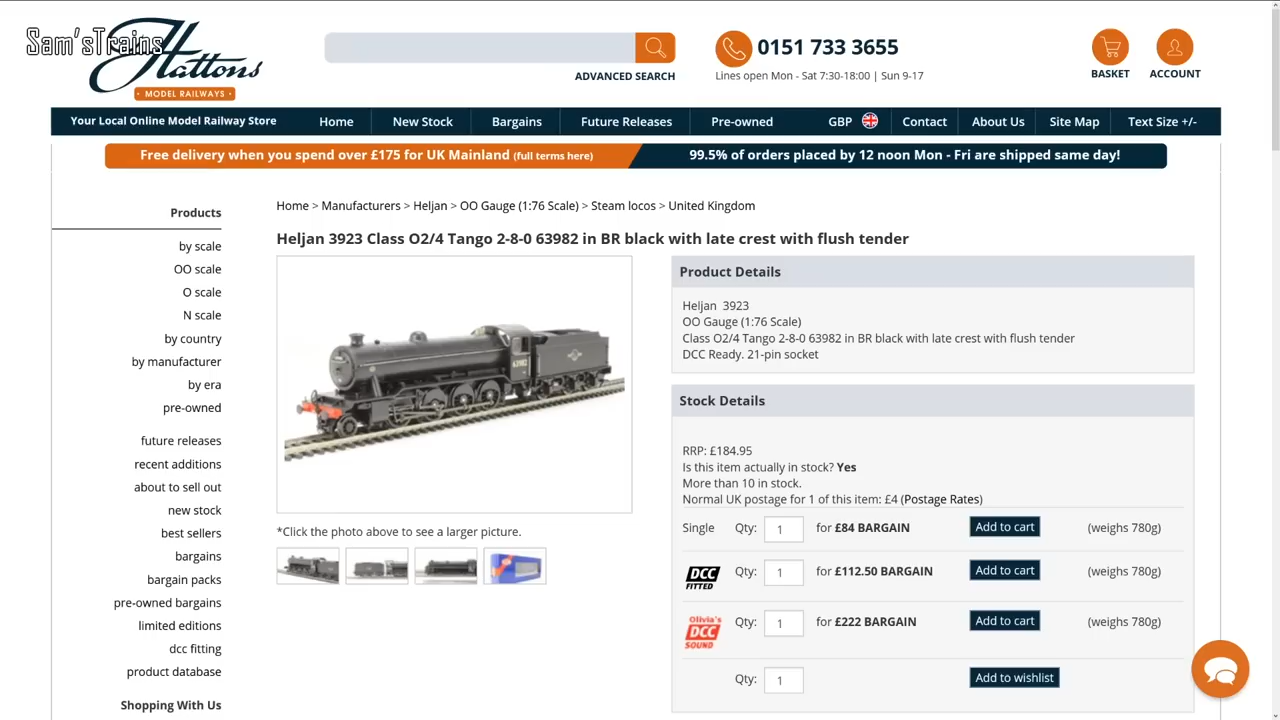 Sam'sTrains
Hattons
MODEL RAILWAYS
ADVANCED SEARCH
0151 733 3655
Lines open Mon - Sat 7:30-18:00 | Sun 9-17
BASKET
ACCOUNT
Your Local Online Model Railway Store
Home
New Stock
Bargains
Future Releases
Pre-owned
GBP
Contact
About Us
Site Map
Text Size +/-
Free delivery when you spend over £175 for UK Mainland (full terms here)
99.5% of orders placed by 12 noon Mon - Fri are shipped same day!
Products
by scale
OO scale
O scale
N scale
by country
by manufacturer
by era
pre-owned
future releases
recent additions
about to sell out
new stock
best sellers
bargains
bargain packs
pre-owned bargains
limited editions
dcc fitting
product database
Shopping With Us
Home > Manufacturers > Heljan > OO Gauge (1:76 Scale) > Steam locos > United Kingdom
Heljan 3923 Class O2/4 Tango 2-8-0 63982 in BR black with late crest with flush tender
63982
*Click the photo above to see a larger picture.
Product Details
Heljan 3923
OO Gauge (1:76 Scale)
Class O2/4 Tango 2-8-0 63982 in BR black with late crest with flush tender
DCC Ready. 21-pin socket
Stock Details
RRP: £184.95
Is this item actually in stock? Yes
More than 10 in stock.
Normal UK postage for 1 of this item: £4 (Postage Rates)
Single Qty: 1 for £84 BARGAIN Add to cart (weighs 780g)
DCC FITTED Qty: 1 for £112.50 BARGAIN Add to cart (weighs 780g)
Olivia's DCC SOUND Qty: 1 for £222 BARGAIN Add to cart (weighs 780g)
Qty: 1 Add to wishlist